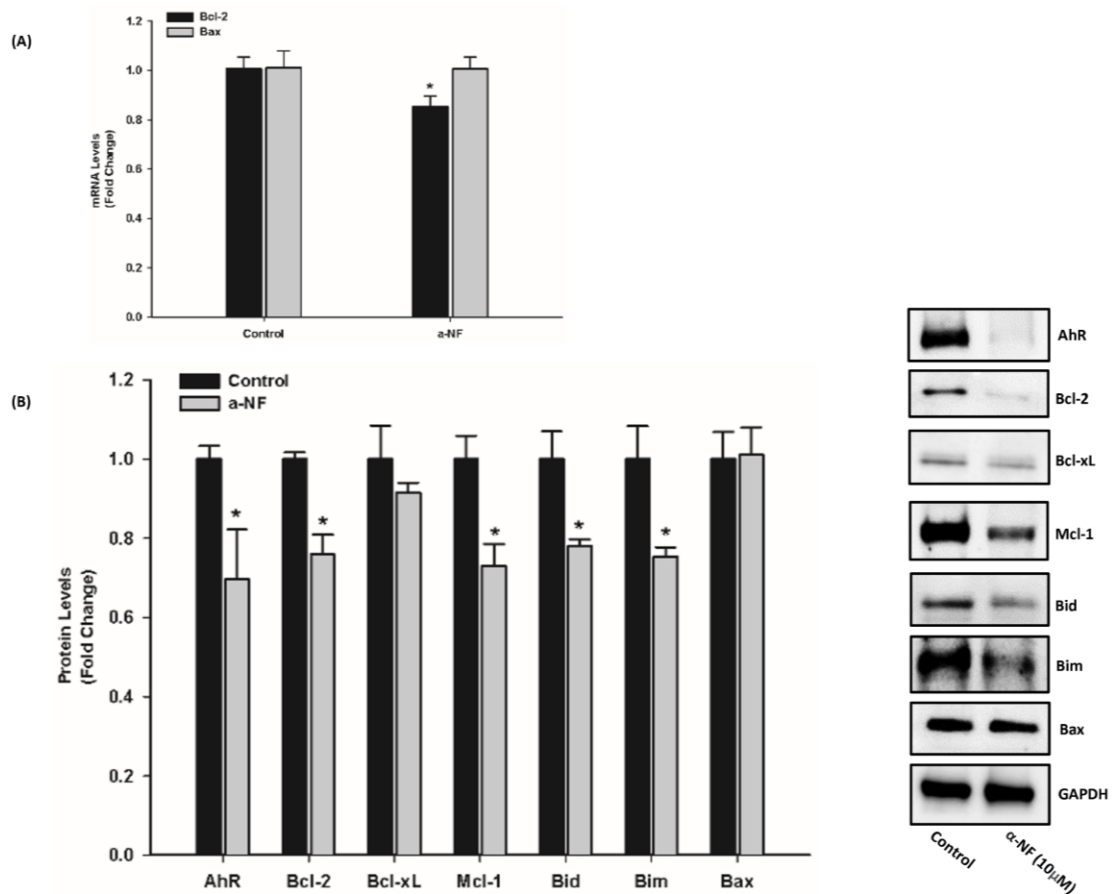 (A)
Bcl-2
Bax
mRNA Levels
(Fold Change)
1.2
1.0
0.8
0.6
0.4
0.2
0.0
*
Control
a-NF
(B)
Control
a-NF
Protein Levels
(Fold Change)
1.2
1.0
0.8
0.6
0.4
0.2
0.0
*
*
*
*
*
AhR
Bcl-2
Bcl-xL
Mcl-1
Bid
Bim
Bax
AhR
Bcl-2
Bcl-xL
Mcl-1
Bid
Bim
Bax
GAPDH
Control
α-NF (10μM)